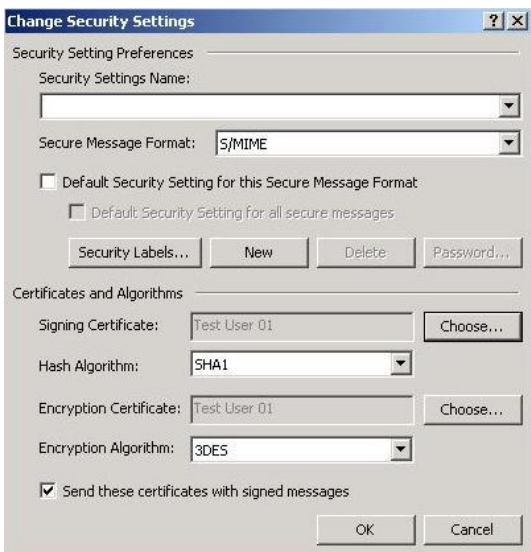 Change Security Settings
Security Setting Preferences
Security Settings Name:
Secure Message Format: S/MIME
Default Security Setting for this Secure Message Format
Default Security Setting for all secure messages
Security Labels... New Delete Password...
Certificates and Algorithms
Signing Certificate: Test User 01 Choose...
Hash Algorithm: SHA1
Encryption Certificate: Test User 01 Choose...
Encryption Algorithm: 3DES
Send these certificates with signed messages
OK Cancel